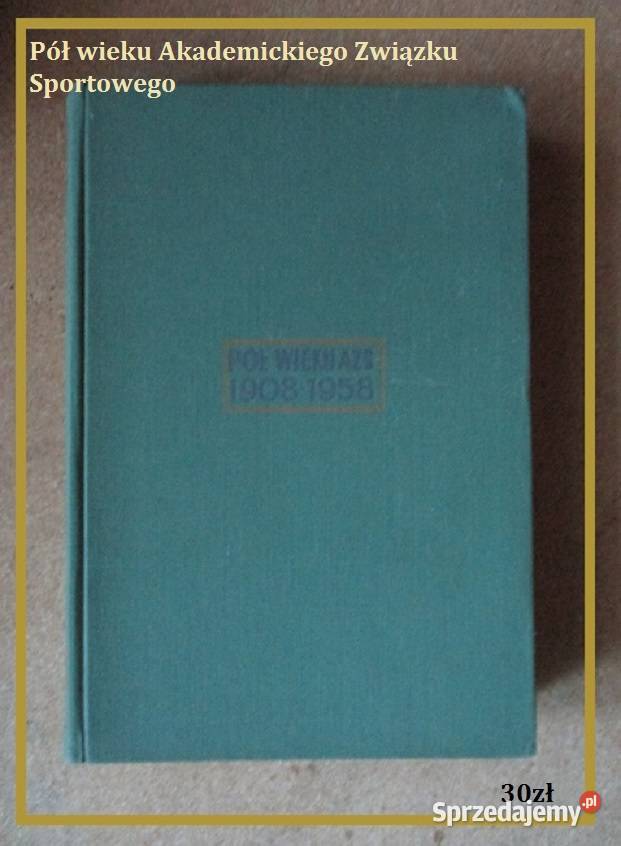 Pół wieku Akademickiego Związku
Sportowego
PÓŁ WIEKU AZS
1908-1958
30zł
Sprzedajemy.pl